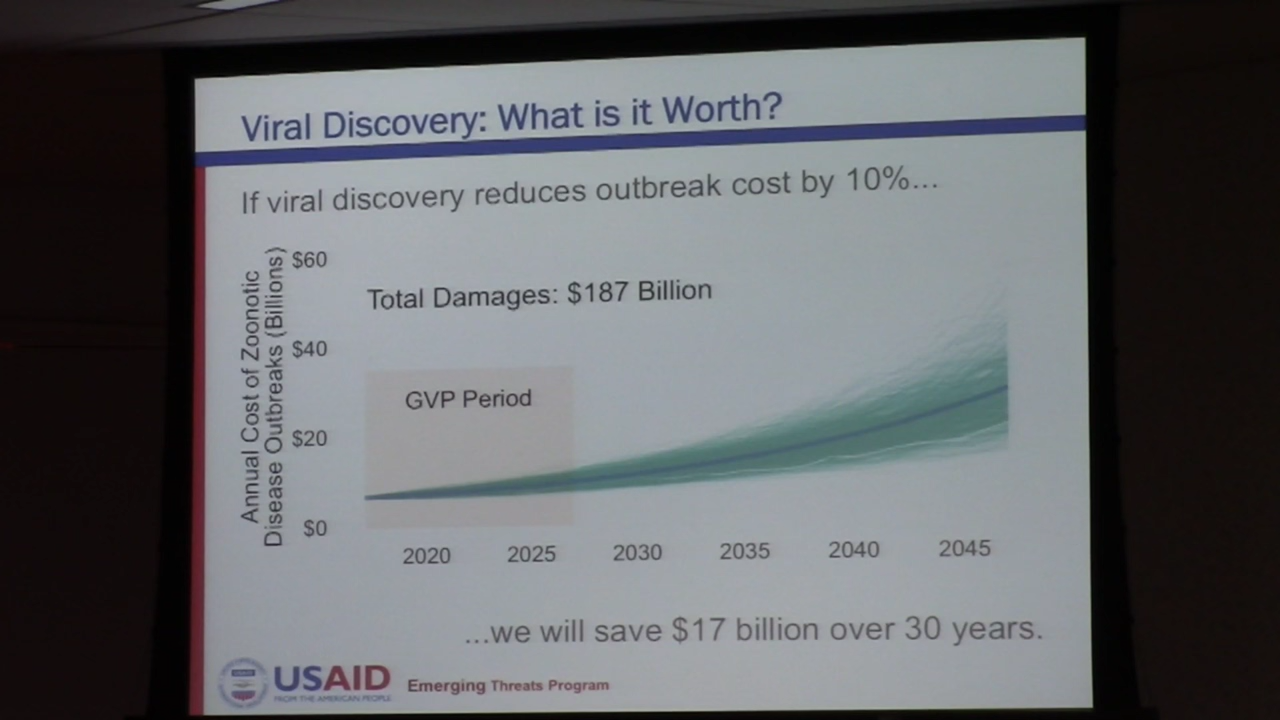 Viral Discovery: What is it Worth?
If viral discovery reduces outbreak cost by 10%...
Annual Cost of Zoonotic
Disease Outbreaks (Billions)
$60
$40
$20
$0
Total Damages: $187 Billion
GVP Period
2020 2025 2030 2035 2040 2045
...we will save $17 billion over 30 years.
USAID
FROM THE AMERICAN PEOPLE
Emerging Threats Program